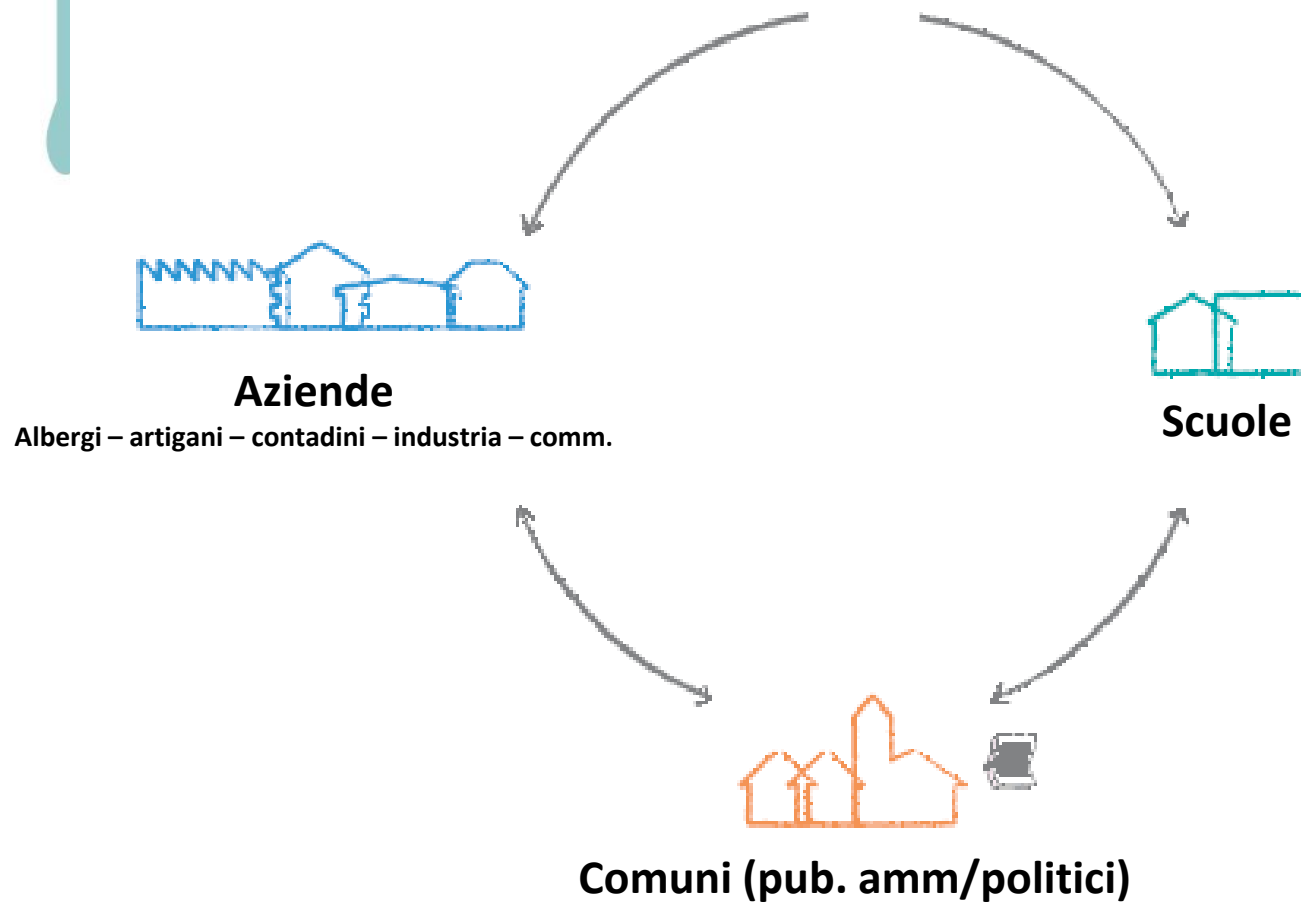 Aziende
Albergi – artigani – contadini – industria – comm.
Scuole
Comuni (pub. amm/politici)